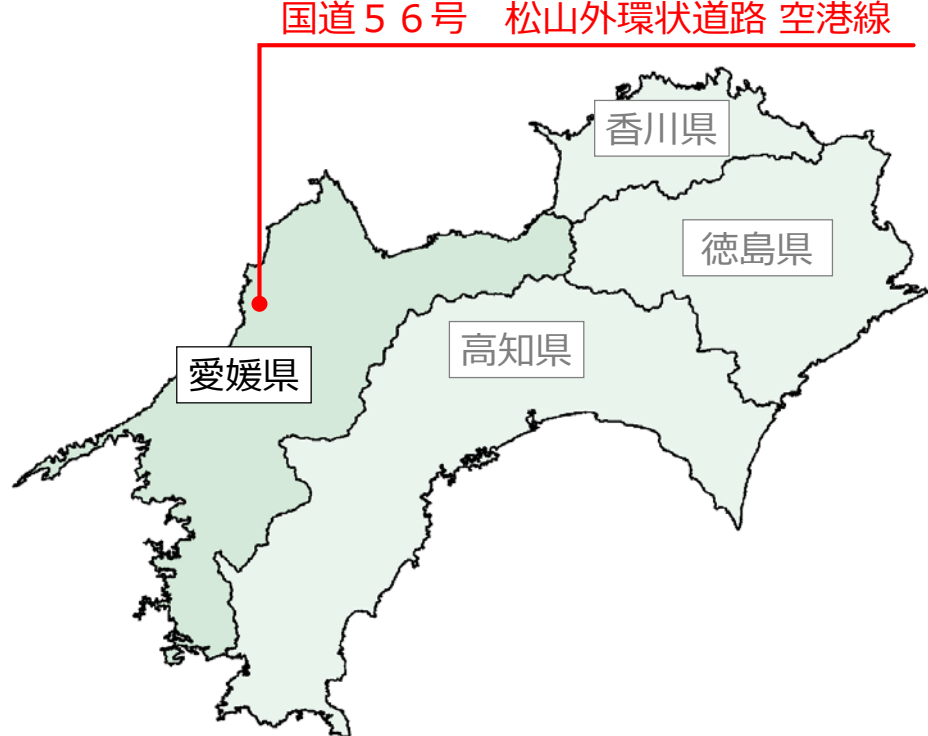 国道５６号　松山外環状道路 空港線
香川県
徳島県
高知県
愛媛県